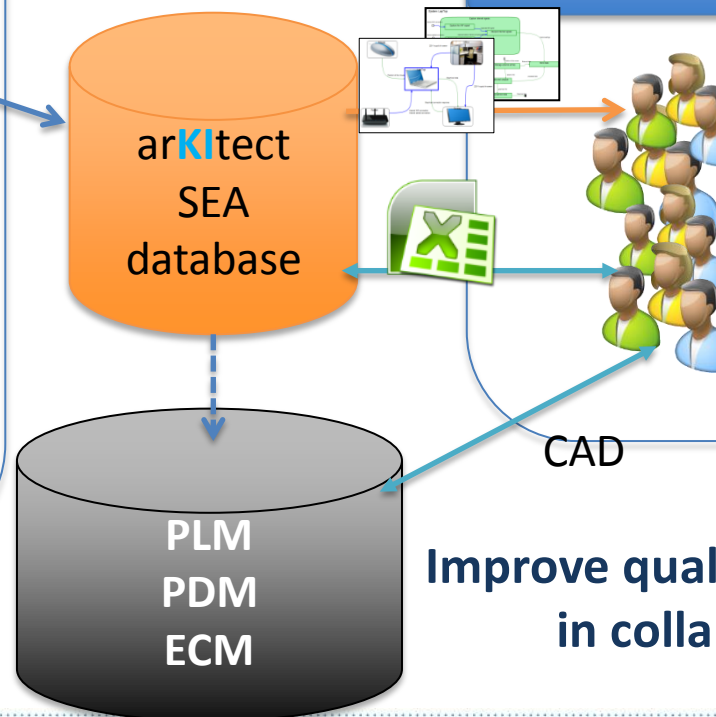 arKItect
SEA
database
CAD
PLM
PDM
ECM
Improve qual
in colla